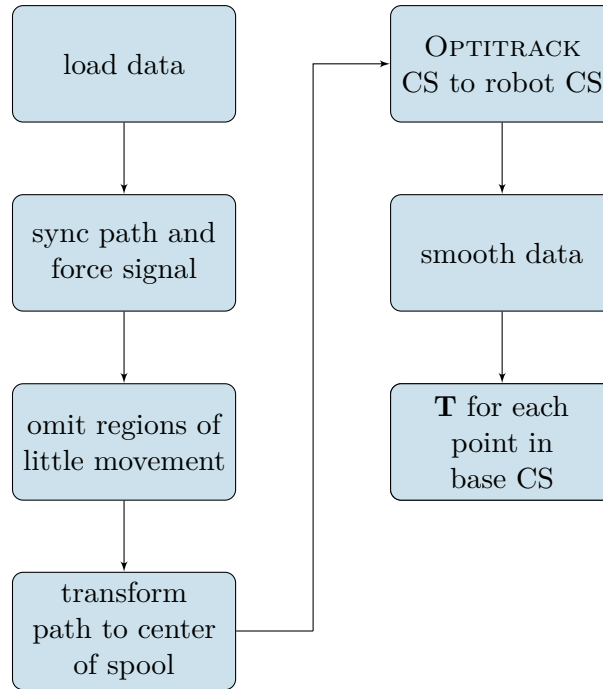 load data
sync path and
force signal
omit regions of
little movement
transform
path to center
of spool
OPTITRACK
CS to robot CS
smooth data
T for each
point in
base CS